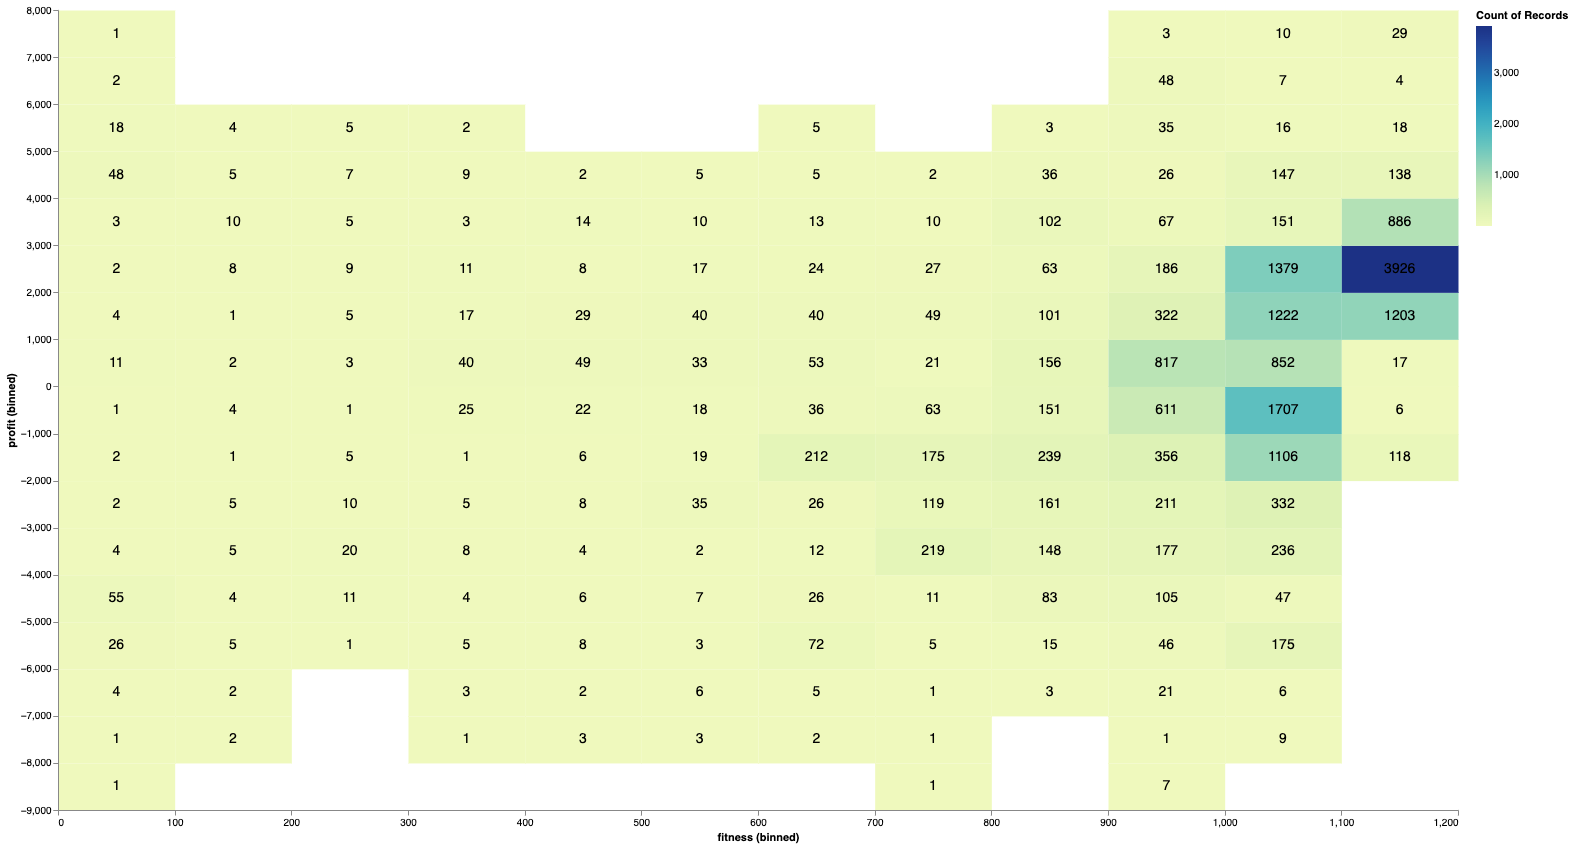 Count of Records
3,000
2,000
1,000
profit (binned)
8,000
1 3 10 29
7,000
2 48 7 4
6,000
18 4 5 2 5 3 35 16 18
5,000
48 5 7 9 2 5 5 2 36 26 147 138
4,000
3 10 5 3 14 10 13 10 102 67 151 886
3,000
2 8 9 11 8 17 24 27 63 186 1379 3926
2,000
4 1 5 17 29 40 40 49 101 322 1222 1203
1,000
11 2 3 40 49 33 53 21 156 817 852 17
0
1 4 1 25 22 18 36 63 151 611 1707 6
−1,000
2 1 5 1 6 19 212 175 239 356 1106 118
−2,000
2 5 10 5 8 35 26 119 161 211 332
−3,000
4 5 20 8 4 2 12 219 148 177 236
−4,000
55 4 11 4 6 7 26 11 83 105 47
−5,000
26 5 1 5 8 3 72 5 15 46 175
−6,000
4 2 3 2 6 5 1 3 21 6
−7,000
1 2 1 3 3 2 1 1 9
−8,000
1 1 7
−9,000
0 100 200 300 400 500 600 700 800 900 1,000 1,100 1,200
fitness (binned)